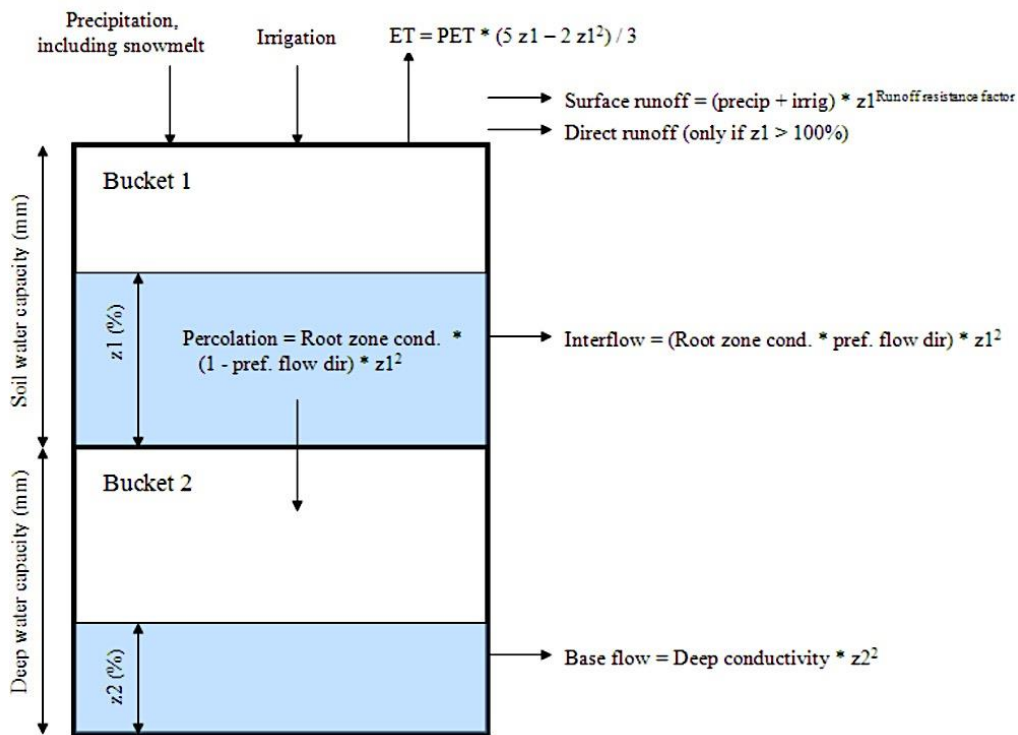 Precipitation,
including snowmelt
Irrigation
ET = PET * (5 z1 – 2 z1²) / 3
Surface runoff = (precip + irrig) * z1^Runoff resistance factor
Direct runoff (only if z1 > 100%)
Bucket 1
Soil water capacity (mm)
z1 (%)
Percolation = Root zone cond. *
(1 - pref. flow dir) * z1²
Interflow = (Root zone cond. * pref. flow dir) * z1²
Bucket 2
Deep water capacity (mm)
z2 (%)
Base flow = Deep conductivity * z2²